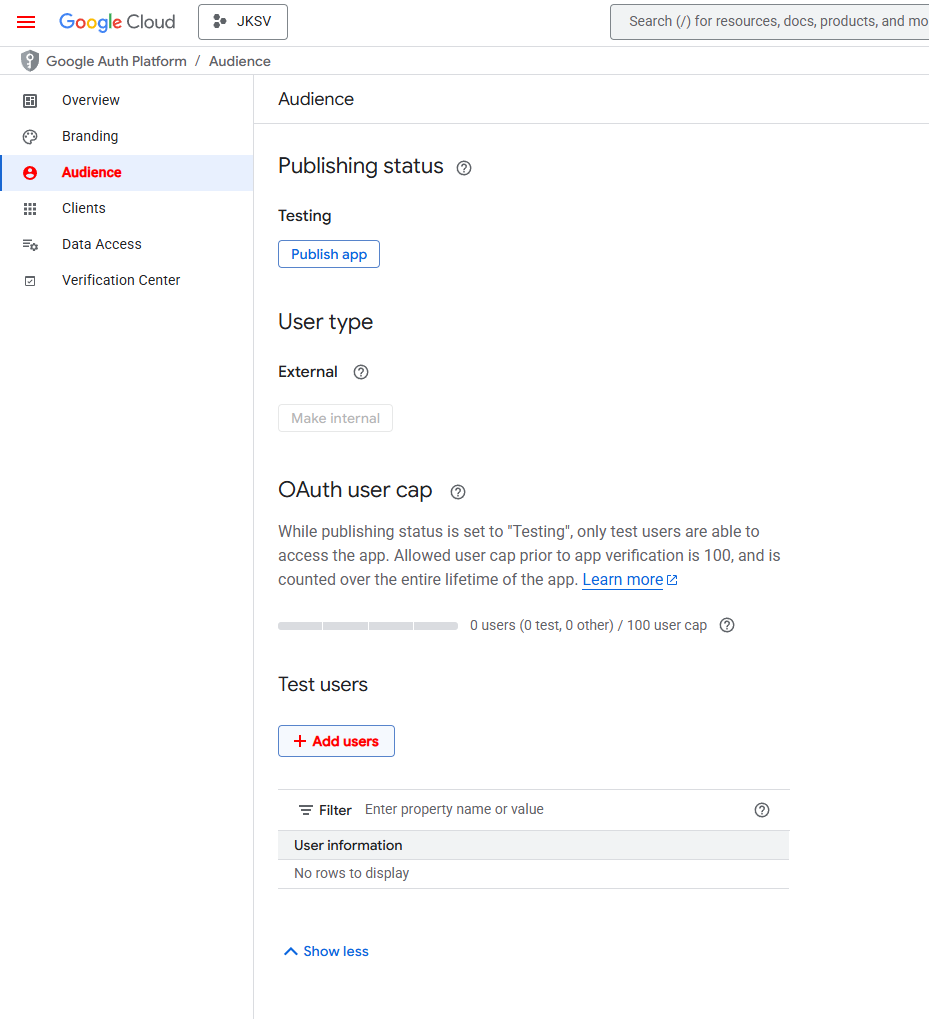 Google Cloud
JKSV
Search (/) for resources, docs, products, and mo
Google Auth Platform / Audience
Overview
Branding
Audience
Clients
Data Access
Verification Center
Audience
Publishing status
Testing
Publish app
User type
External
Make internal
OAuth user cap
While publishing status is set to "Testing", only test users are able to
access the app. Allowed user cap prior to app verification is 100, and is
counted over the entire lifetime of the app. Learn more
0 users (0 test, 0 other) / 100 user cap
Test users
+ Add users
Filter Enter property name or value
User information
No rows to display
Show less